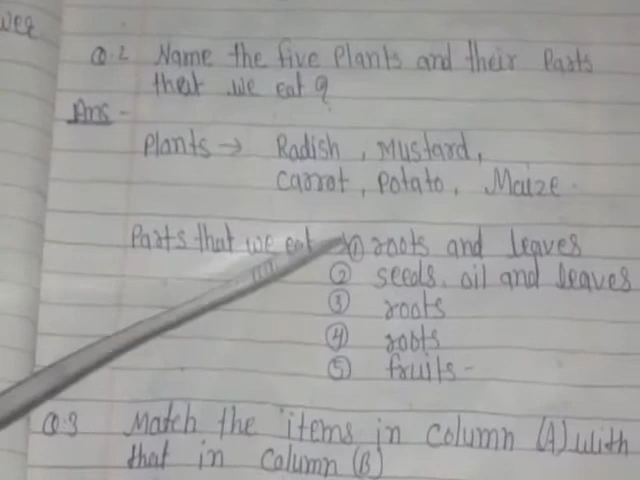 Q.2 Name the five Plants and their Parts
that we eat ?
Ans -
Plants → Radish, Mustard,
Carrot, Potato, Maize.
Parts that we eat ① roots and leaves
② seeds, oil and leaves
③ roots
④ roots
⑤ fruits-
Q.3 Match the items in column (A) with
that in column (B)